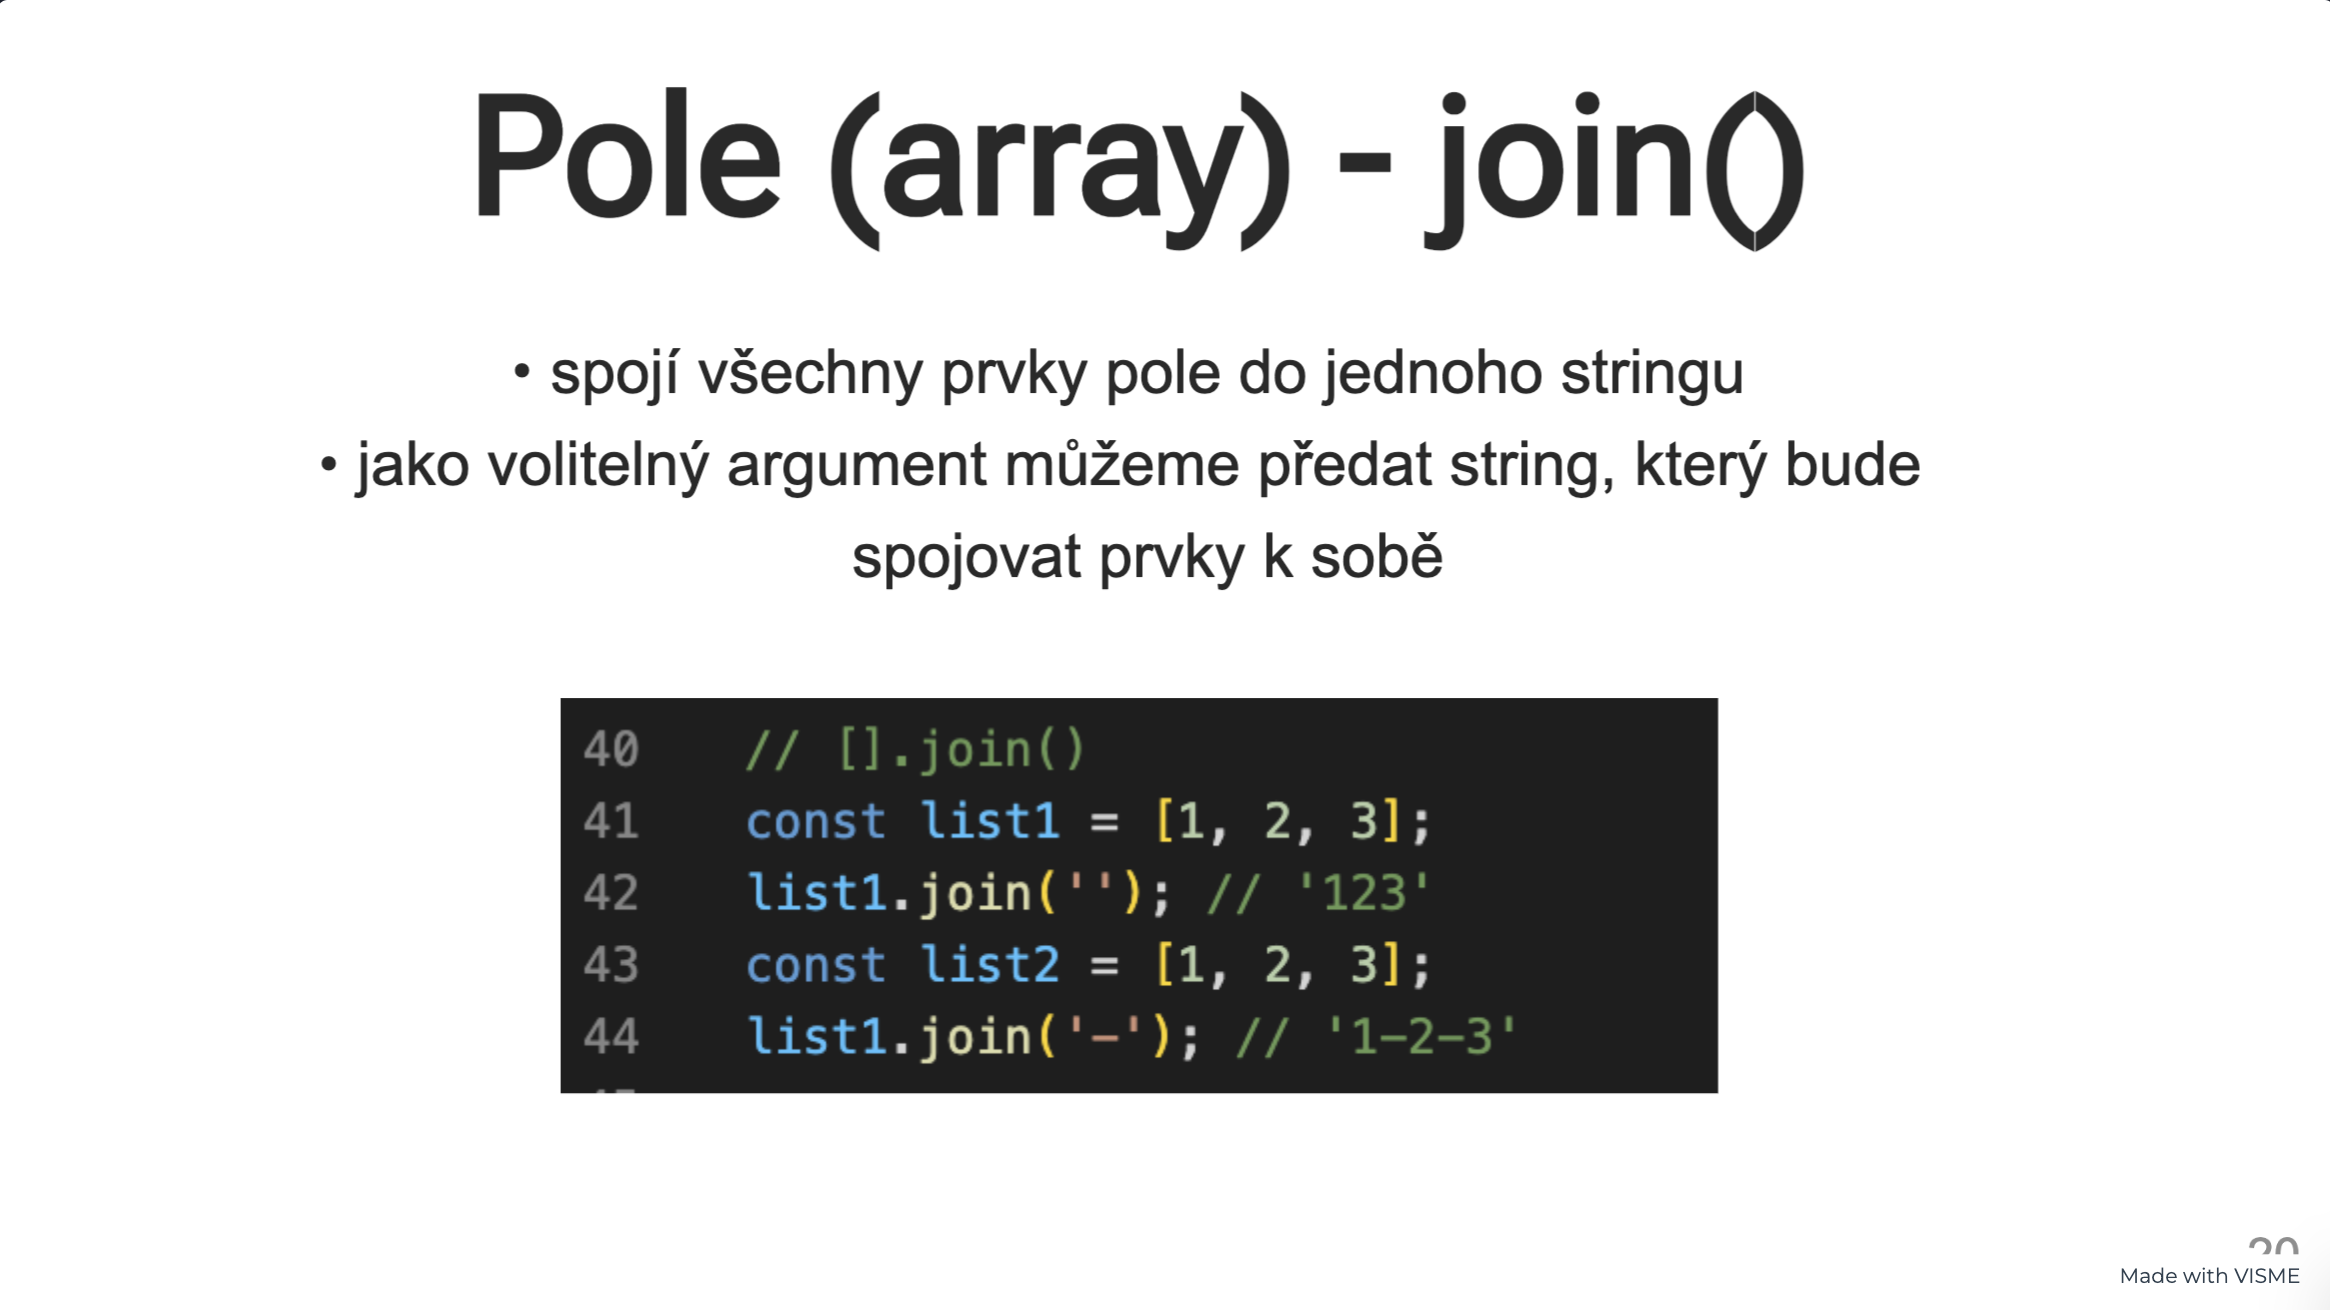 Pole (array) - join()
• spojí všechny prvky pole do jednoho stringu
• jako volitelný argument můžeme předat string, který bude
spojovat prvky k sobě
40 // [].join()
41 const list1 = [1, 2, 3];
42 list1.join(''); // '123'
43 const list2 = [1, 2, 3];
44 list1.join('-'); // '1-2-3'
Made with VISME